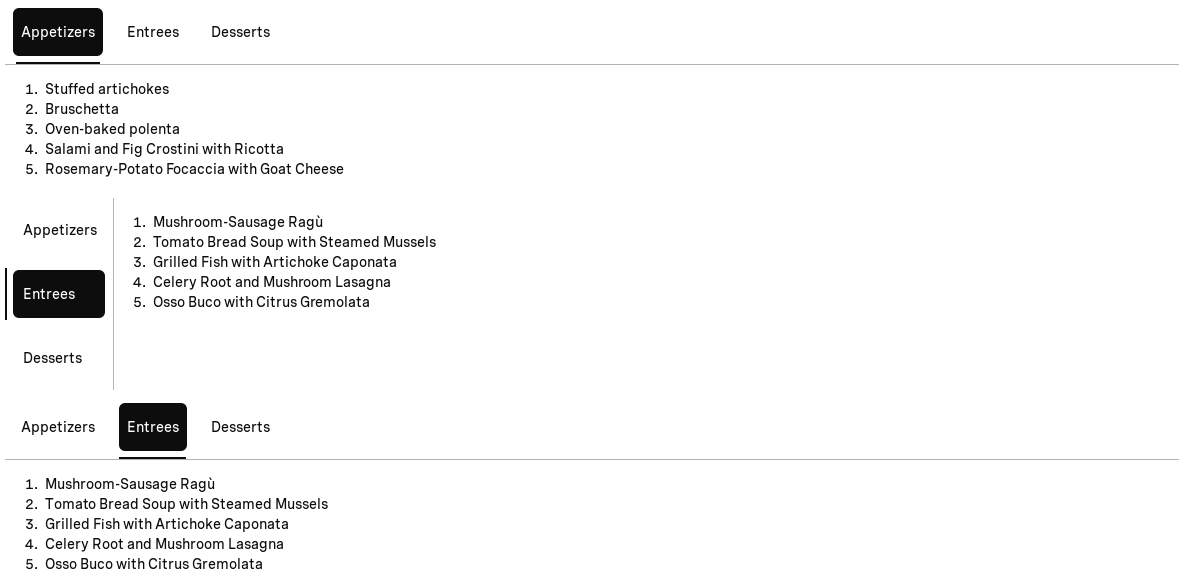 Appetizers Entrees Desserts
1. Stuffed artichokes
2. Bruschetta
3. Oven-baked polenta
4. Salami and Fig Crostini with Ricotta
5. Rosemary-Potato Focaccia with Goat Cheese
Appetizers
Entrees
Desserts
1. Mushroom-Sausage Ragù
2. Tomato Bread Soup with Steamed Mussels
3. Grilled Fish with Artichoke Caponata
4. Celery Root and Mushroom Lasagna
5. Osso Buco with Citrus Gremolata
Appetizers Entrees Desserts
1. Mushroom-Sausage Ragù
2. Tomato Bread Soup with Steamed Mussels
3. Grilled Fish with Artichoke Caponata
4. Celery Root and Mushroom Lasagna
5. Osso Buco with Citrus Gremolata